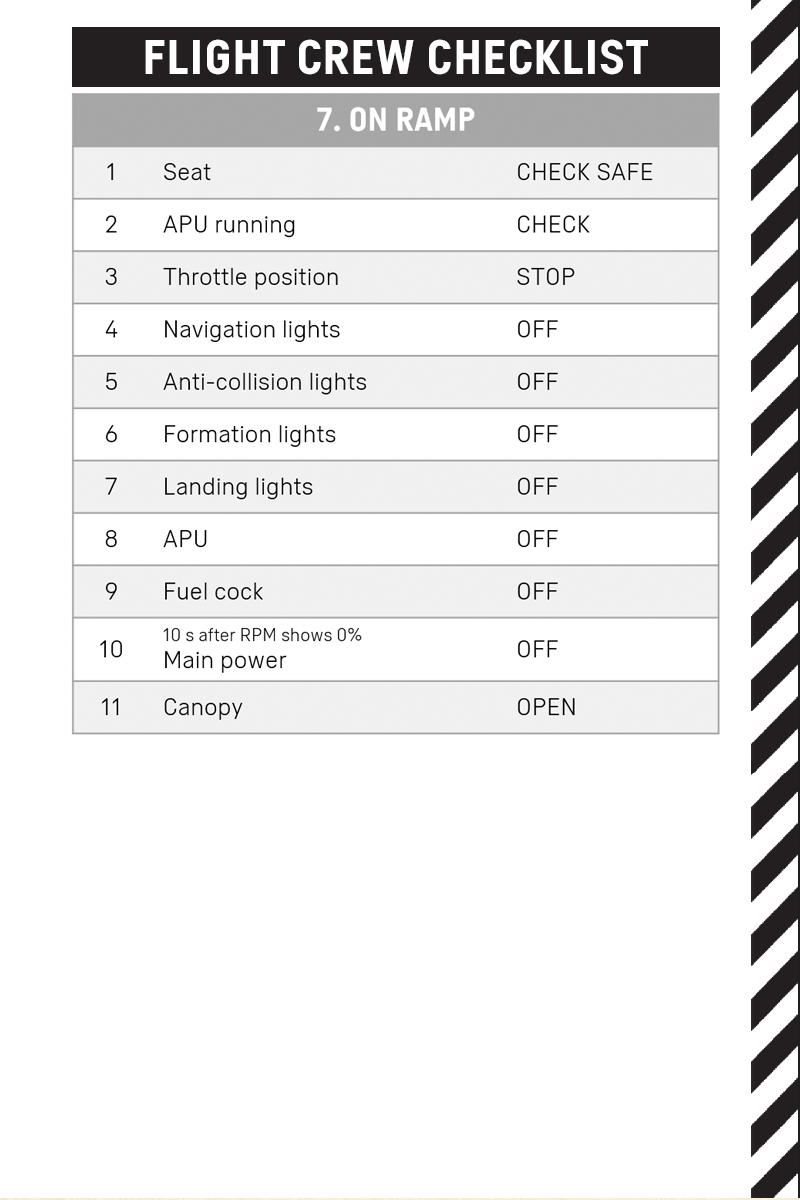 FLIGHT CREW CHECKLIST
7. ON RAMP
1 Seat CHECK SAFE
2 APU running CHECK
3 Throttle position STOP
4 Navigation lights OFF
5 Anti-collision lights OFF
6 Formation lights OFF
7 Landing lights OFF
8 APU OFF
9 Fuel cock OFF
10 s after RPM shows 0%
10 Main power OFF
11 Canopy OPEN